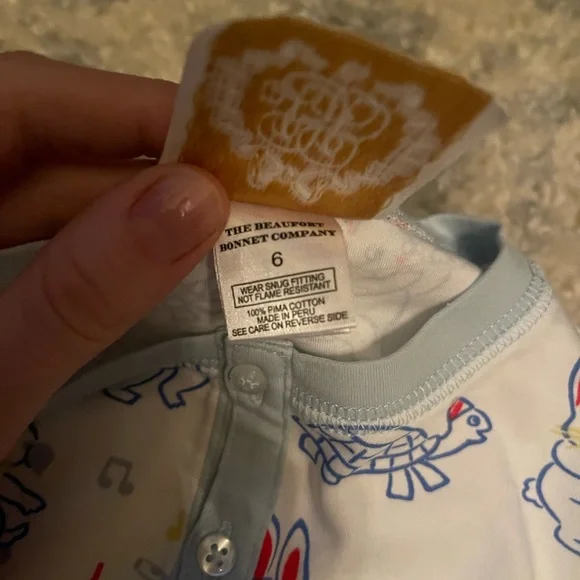 THE BEAUFORT
BONNET COMPANY
6
WEAR SNUG FITTING
NOT FLAME RESISTANT
100% PIMA COTTON
MADE IN PERU
SEE CARE ON REVERSE SIDE